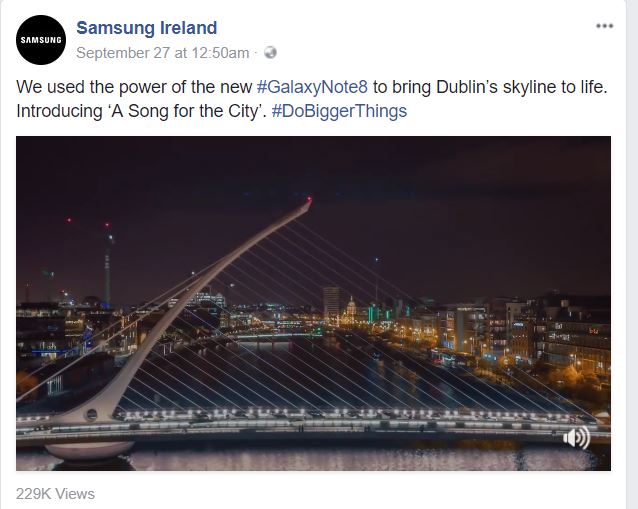 SAMSUNG
Samsung Ireland
September 27 at 12:50am ·
We used the power of the new #GalaxyNote8 to bring Dublin’s skyline to life.
Introducing ‘A Song for the City’. #DoBiggerThings
229K Views